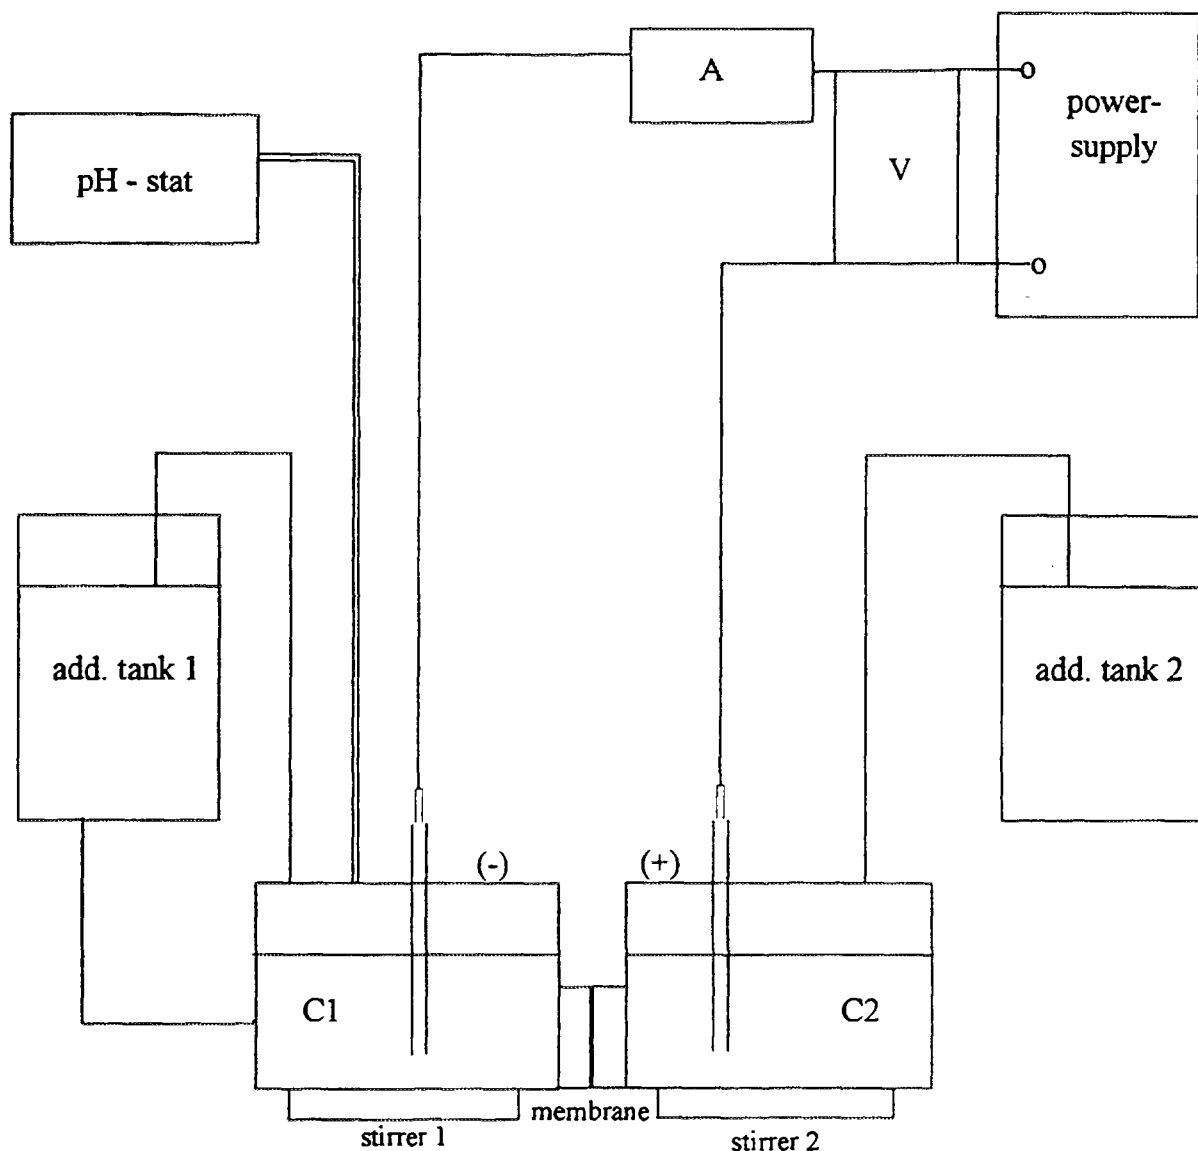 A
power-
supply
pH - stat
V
add. tank 1
add. tank 2
(-)
(+)
C1
C2
membrane
stirrer 1
stirrer 2